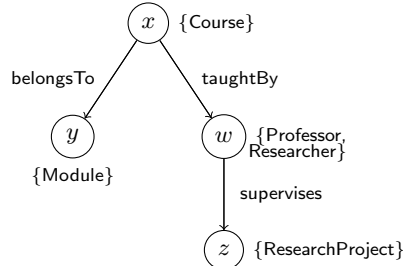 x {Course}
belongsTo taughtBy
y w {Professor,
Researcher}
{Module}
supervises
z {ResearchProject}